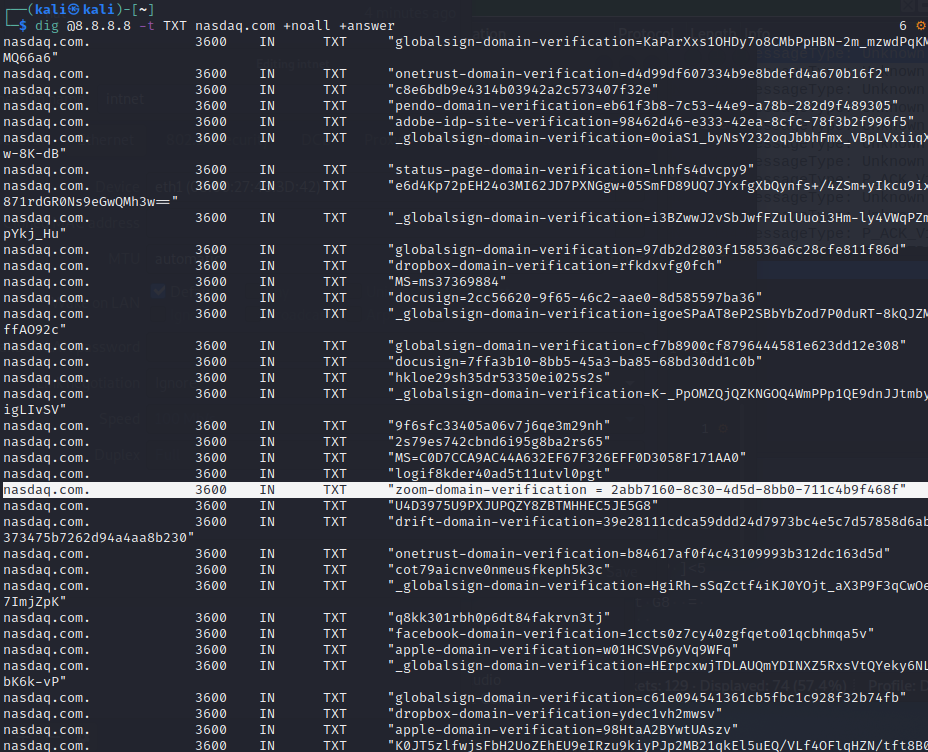 ┌──(kali㉿kali)-[~]
└─$ dig @8.8.8.8 -t TXT nasdaq.com +noall +answer 6
nasdaq.com. 3600 IN TXT "globalsign-domain-verification=KaParXxs1OHDy7o8CMbPpHBN-2m_mzwdPqKM
MQ66a6"
nasdaq.com. 3600 IN TXT "onetrust-domain-verification=d4d99df607334b9e8bdefd4a670b16f2"
nasdaq.com. 3600 IN TXT "c8e6bdb9e4314b03942a2c573407f32e"
nasdaq.com. 3600 IN TXT "pendo-domain-verification=eb61f3b8-7c53-44e9-a78b-282d9f489305"
nasdaq.com. 3600 IN TXT "adobe-idp-site-verification=98462d46-e333-42ea-8cfc-78f3b2f996f5"
nasdaq.com. 3600 IN TXT "_globalsign-domain-verification=0oiaS1_byNsY232oqJbbhFmx_VBpLVxiiqX
w-8K-dB"
nasdaq.com. 3600 IN TXT "status-page-domain-verification=lnhfs4dvcpy9"
nasdaq.com. 3600 IN TXT "e6d4Kp72pEH24o3MI62JD7PXNGgw+05SmFD89UQ7JYxfgXbQynfs+/4ZSm+yIkcu9ix
871rdGR0Ns9eGwQMh3w=="
nasdaq.com. 3600 IN TXT "_globalsign-domain-verification=i3BZwwJ2vSbJwfFZulUuoi3Hm-ly4VWqPZm
pYkj_Hu"
nasdaq.com. 3600 IN TXT "globalsign-domain-verification=97db2d2803f158536a6c28cfe811f86d"
nasdaq.com. 3600 IN TXT "dropbox-domain-verification=rfkdxvfg0fch"
nasdaq.com. 3600 IN TXT "MS=ms37369884"
nasdaq.com. 3600 IN TXT "docusign=2cc56620-9f65-46c2-aae0-8d585597ba36"
nasdaq.com. 3600 IN TXT "_globalsign-domain-verification=igoeSPaAT8eP2SBbYbZod7P0duRT-8kQJZM
ffAO92c"
nasdaq.com. 3600 IN TXT "globalsign-domain-verification=cf7b8900cf8796444581e623dd12e308"
nasdaq.com. 3600 IN TXT "docusign=7ffa3b10-8bb5-45a3-ba85-68bd30dd1c0b"
nasdaq.com. 3600 IN TXT "hkloe29sh35dr53350ei025s2s"
nasdaq.com. 3600 IN TXT "_globalsign-domain-verification=K-_PpOMZQjQZKNGOQ4WmPPp1QE9dnJJtmby
igLIvSV"
nasdaq.com. 3600 IN TXT "9f6sfc33405a06v7j6qe3m29nh"
nasdaq.com. 3600 IN TXT "2s79es742cbnd6i95g8ba2rs65"
nasdaq.com. 3600 IN TXT "MS=C0D7CCA9AC44A632EF67F326EFF0D3058F171AA0"
nasdaq.com. 3600 IN TXT "logif8kder40ad5t11utvl0pgt"
nasdaq.com. 3600 IN TXT "zoom-domain-verification = 2abb7160-8c30-4d5d-8bb0-711c4b9f468f"
nasdaq.com. 3600 IN TXT "U4D3975U9PXJUPQZY8ZBTMHHEC5JE5G8"
nasdaq.com. 3600 IN TXT "drift-domain-verification=39e28111cdca59ddd24d7973bc4e5c7d57858d6ab
373475b7262d94a4aa8b230"
nasdaq.com. 3600 IN TXT "onetrust-domain-verification=b84617af0f4c43109993b312dc163d5d"
nasdaq.com. 3600 IN TXT "cot79aicnve0nmeusfkeph5k3c"
nasdaq.com. 3600 IN TXT "_globalsign-domain-verification=HgiRh-sSqZctf4iKJ0YOjt_aX3P9F3qCwOe
7ImjZpK"
nasdaq.com. 3600 IN TXT "q8kk301rbh0p6dt84fakrvn3tj"
nasdaq.com. 3600 IN TXT "facebook-domain-verification=1ccts0z7cy40zgfqeto01qcbhmqa5v"
nasdaq.com. 3600 IN TXT "apple-domain-verification=w01HCSVp6yVq9WFq"
nasdaq.com. 3600 IN TXT "_globalsign-domain-verification=HErpcxwjTDLAUQmYDINXZ5RxsVtQYeky6NL
bK6k-vP"
nasdaq.com. 3600 IN TXT "globalsign-domain-verification=c61e094541361cb5fbc1c928f32b74fb"
nasdaq.com. 3600 IN TXT "dropbox-domain-verification=ydec1vh2mwsv"
nasdaq.com. 3600 IN TXT "apple-domain-verification=98HtaA2BYwtUAszv"
nasdaq.com. 3600 IN TXT "K0JT5zlfwjsFbH2UoZEhEU9eIRzu9kiyPJp2MB21qkEl5uEQ/VLf4OFlqHZN/tft8B0